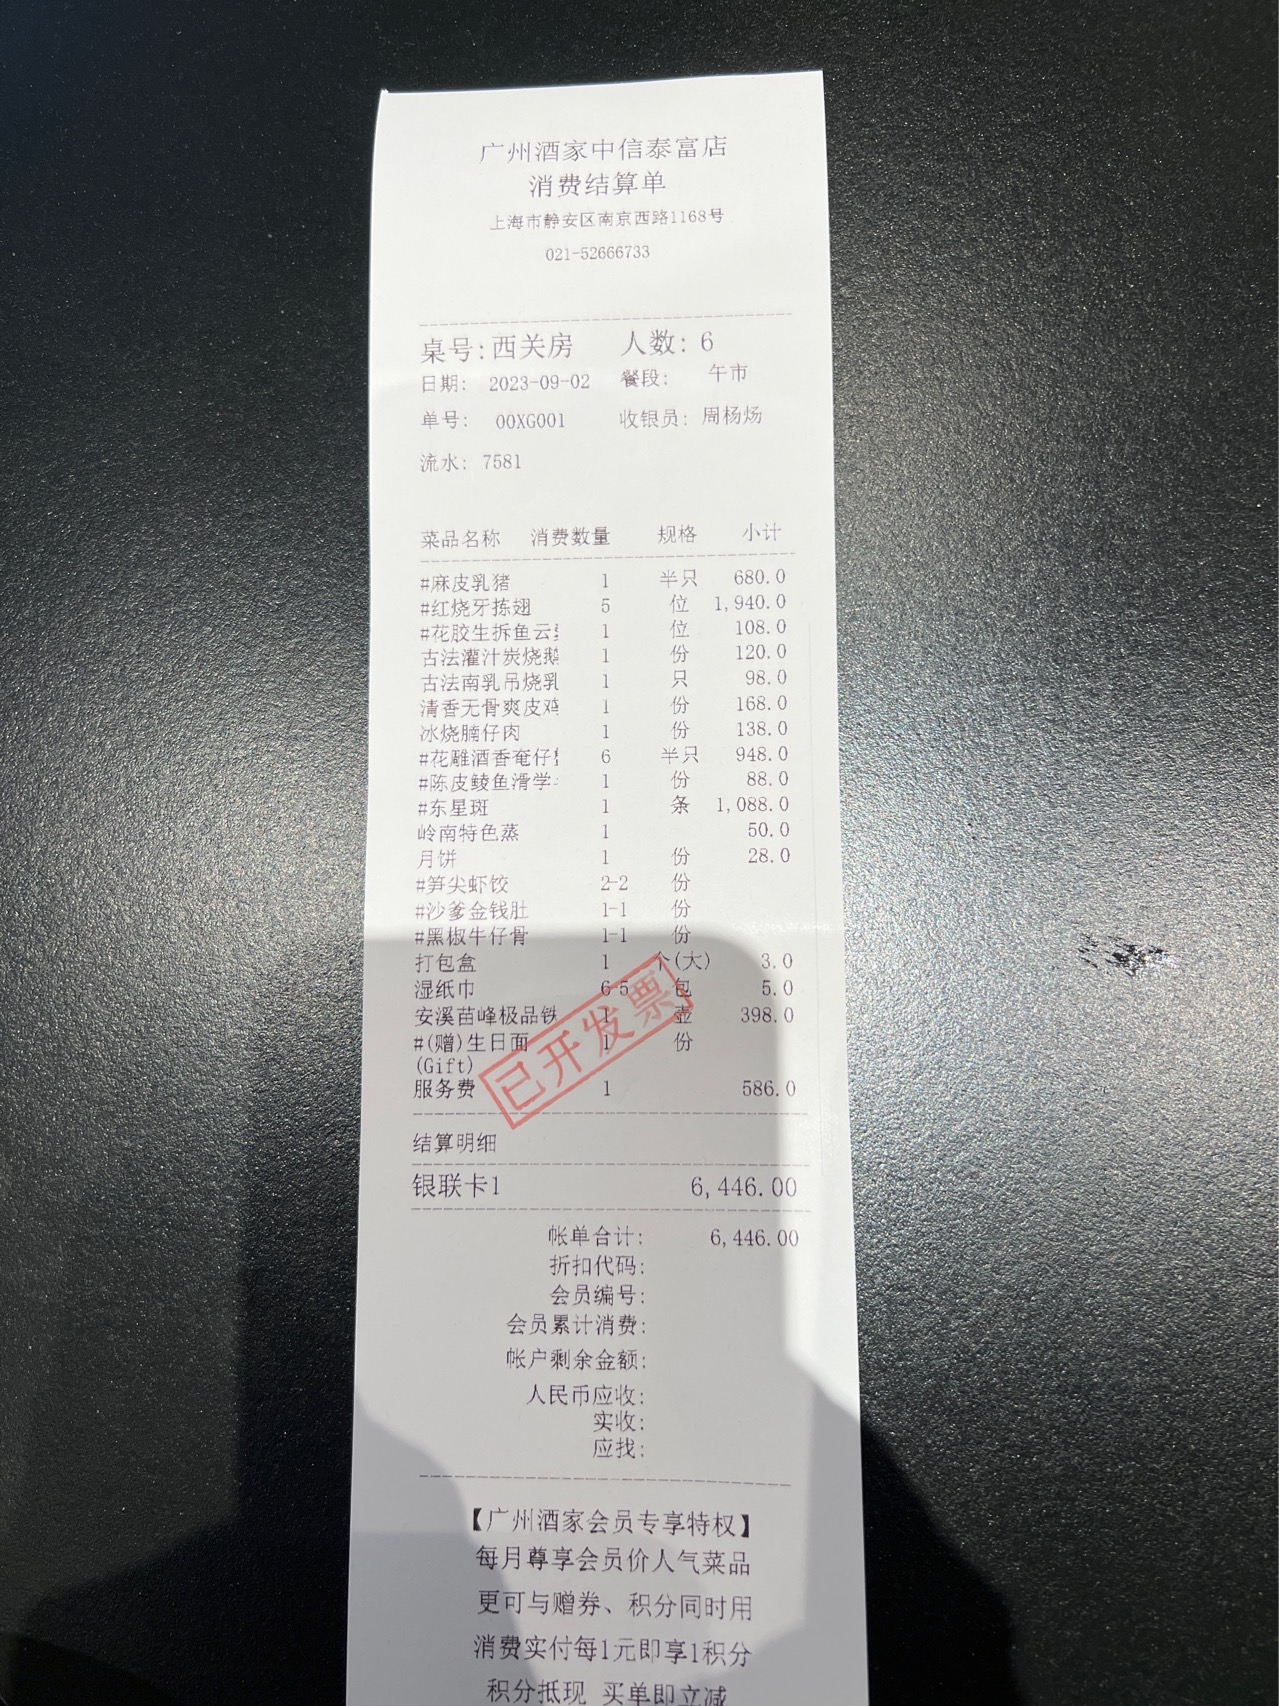 广州酒家中信泰富店
消费结算单
上海市静安区南京西路1168号
021-52666733
桌号:西关房 人数: 6
日期: 2023-09-02 餐段: 午市
单号: 00XG001 收银员: 周杨炀
流水: 7581
菜品名称 消费数量 规格 小计
#麻皮乳猪 1 半只 680.0
#红烧牙拣翅 5 位 1,940.0
#花胶生拆鱼云 1 位 108.0
古法灌汁炭烧鹅 1 份 120.0
古法南乳吊烧乳 1 只 98.0
清香无骨爽皮鸡 1 份 168.0
冰烧腩仔肉 1 份 138.0
#花雕酒香奄仔 6 半只 948.0
#陈皮鲮鱼滑学 1 份 88.0
#东星斑 1 条 1,088.0
岭南特色蒸 1 50.0
月饼 1 份 28.0
#笋尖虾饺 2-2 份
#沙爹金钱肚 1-1 份
#黑椒牛仔骨 1-1 份
打包盒 1 个(大) 3.0
湿纸巾 6-5 包 5.0
安溪苗峰极品铁 1 壶 398.0
#(赠)生日面 1 份
(Gift)
服务费 1 586.0
已开发票
结算明细
银联卡1 6,446.00
帐单合计: 6,446.00
折扣代码:
会员编号:
会员累计消费:
帐户剩余金额:
人民币应收:
实收:
应找:
【广州酒家会员专享特权】
每月尊享会员价人气菜品
更可与赠券、积分同时用
消费实付每1元即享1积分
积分抵现 买单即立减